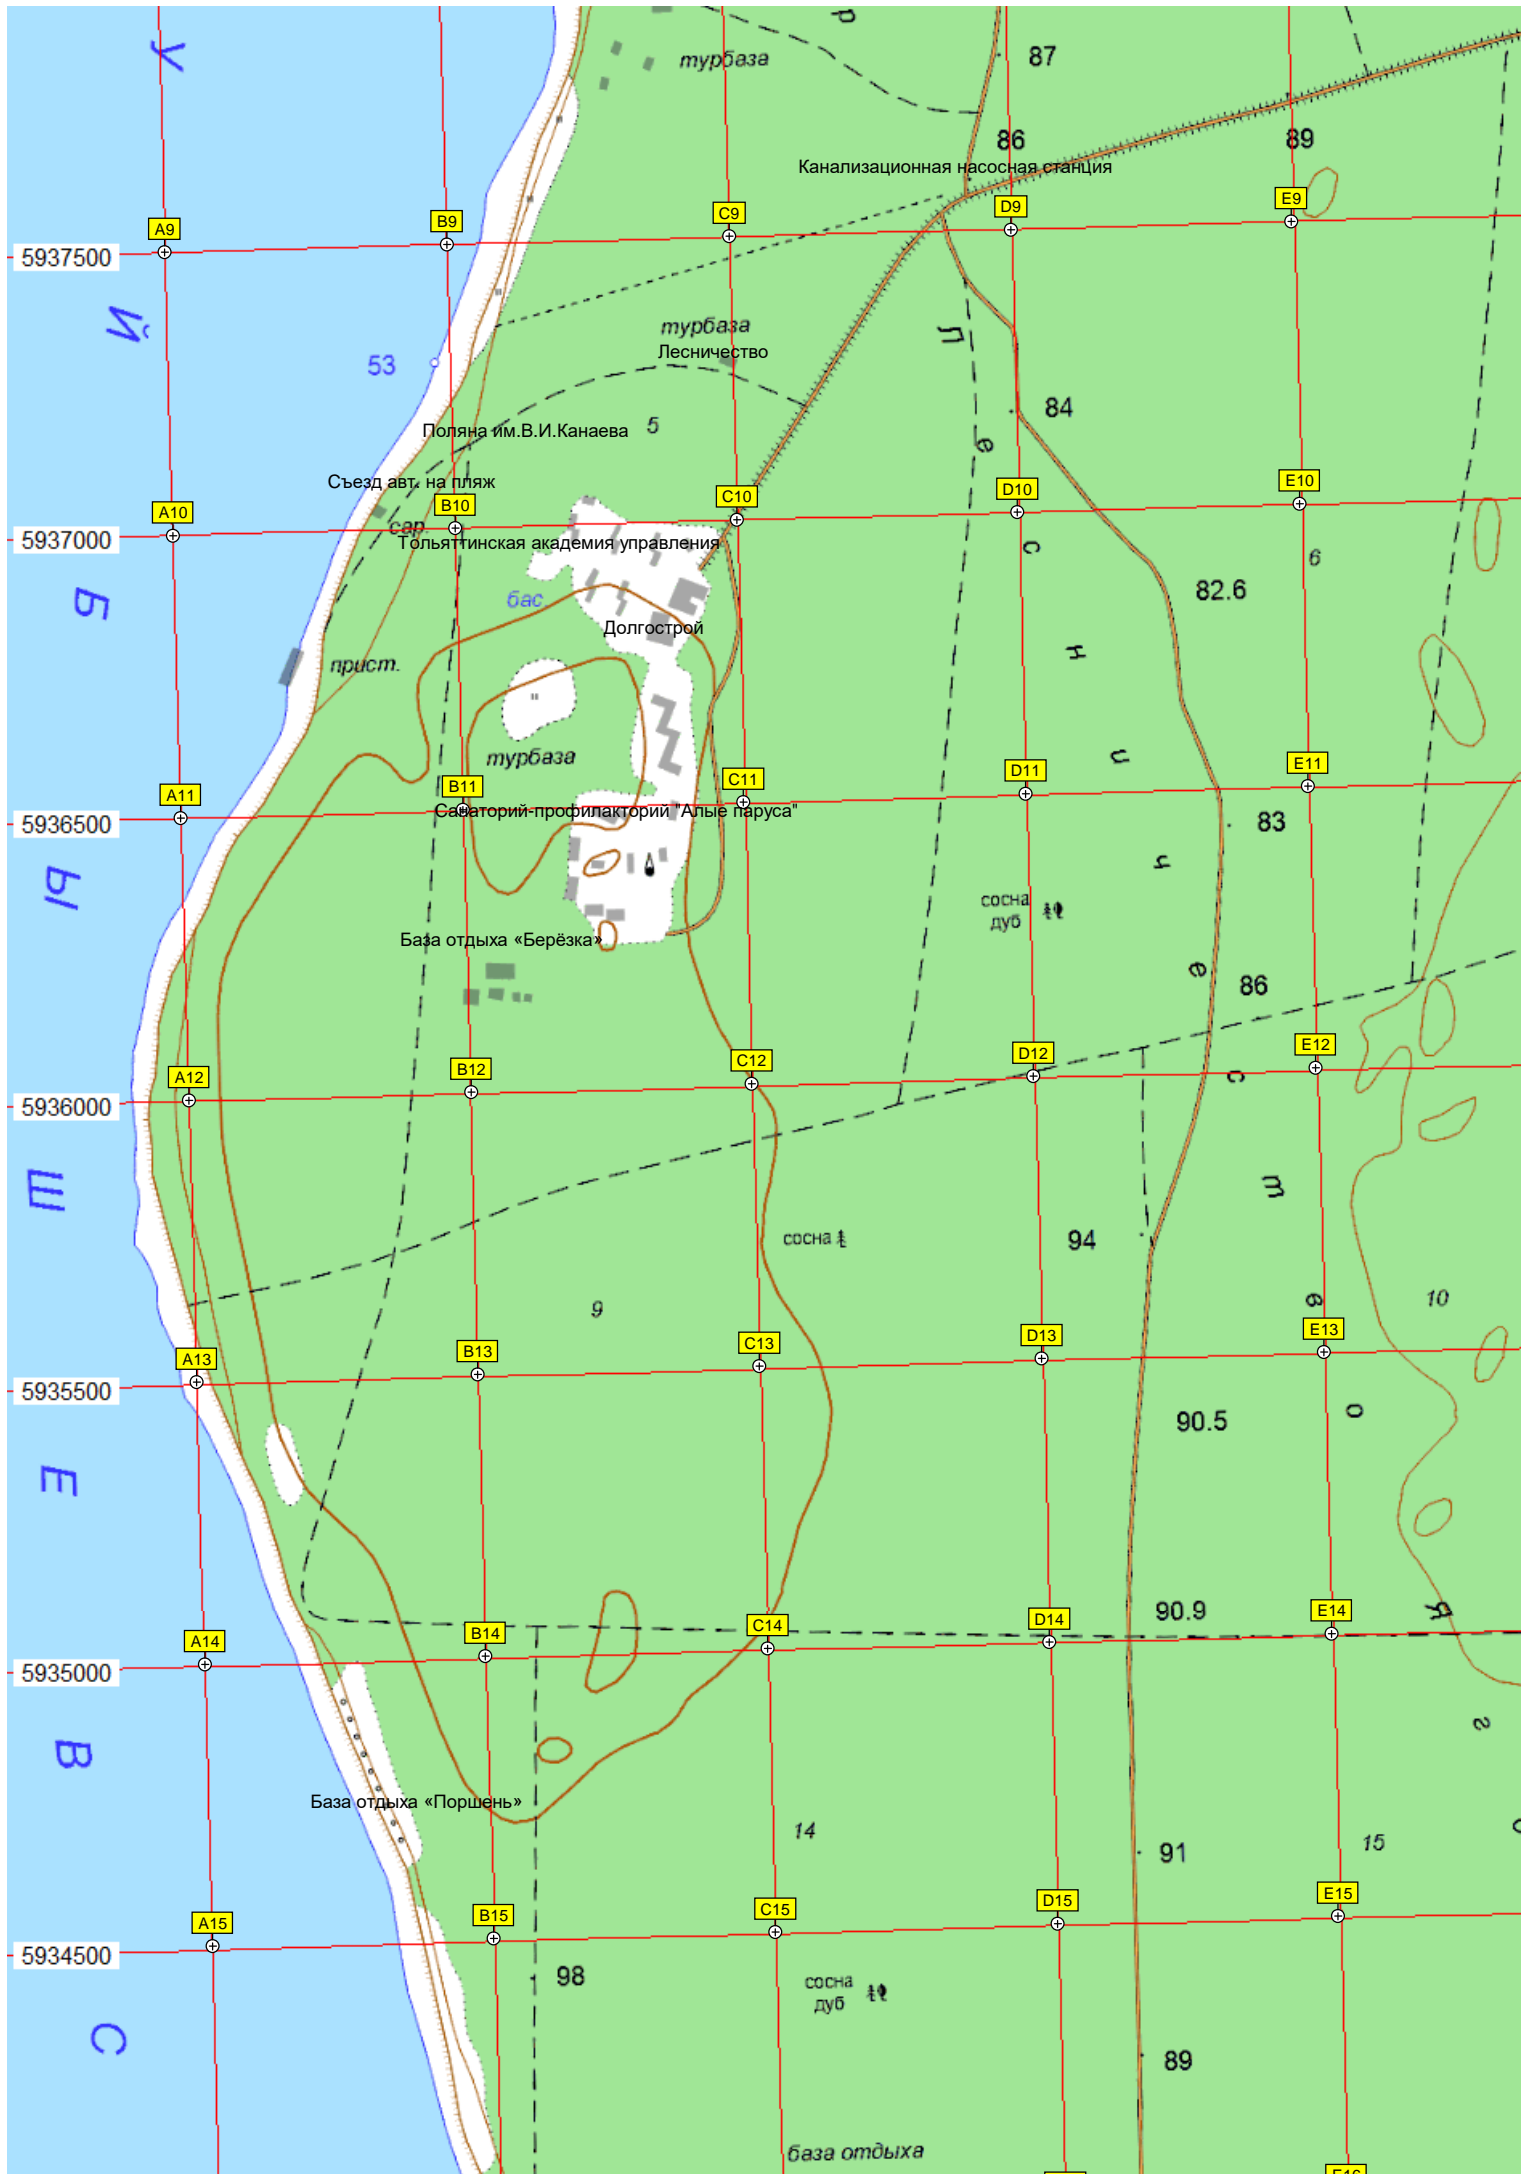 У
р
турбаза
87
86
89
Канализационная насосная станция
A9
B9
C9
D9
E9
5937500
Й
53
турбаза
Лесничество
Л
84
5
е
Поляна им.В.И.Канаева
Съезд авт. на пляж
A10
B10
C10
D10
E10
сар.
5937000
Тольяттинская академия управления
с
6
82.6
Б
бас.
Долгострой
н
прист.
турбаза
и
A11
B11
C11
D11
E11
Санаторий-профилакторий "Алые паруса"
5936500
83
ч
Ы
сосна
дуб
База отдыха «Берёзка»
е
86
A12
B12
C12
D12
E12
5936000
с
Ш
т
сосна
94
9
в
10
A13
B13
C13
D13
E13
5935500
90.5
о
Е
90.9
Я
A14
B14
C14
D14
E14
5935000
г
В
База отдыха «Поршень»
14
91
15
о
A15
B15
C15
D15
E15
5934500
98
сосна
дуб
С
89
база отдыха
E16